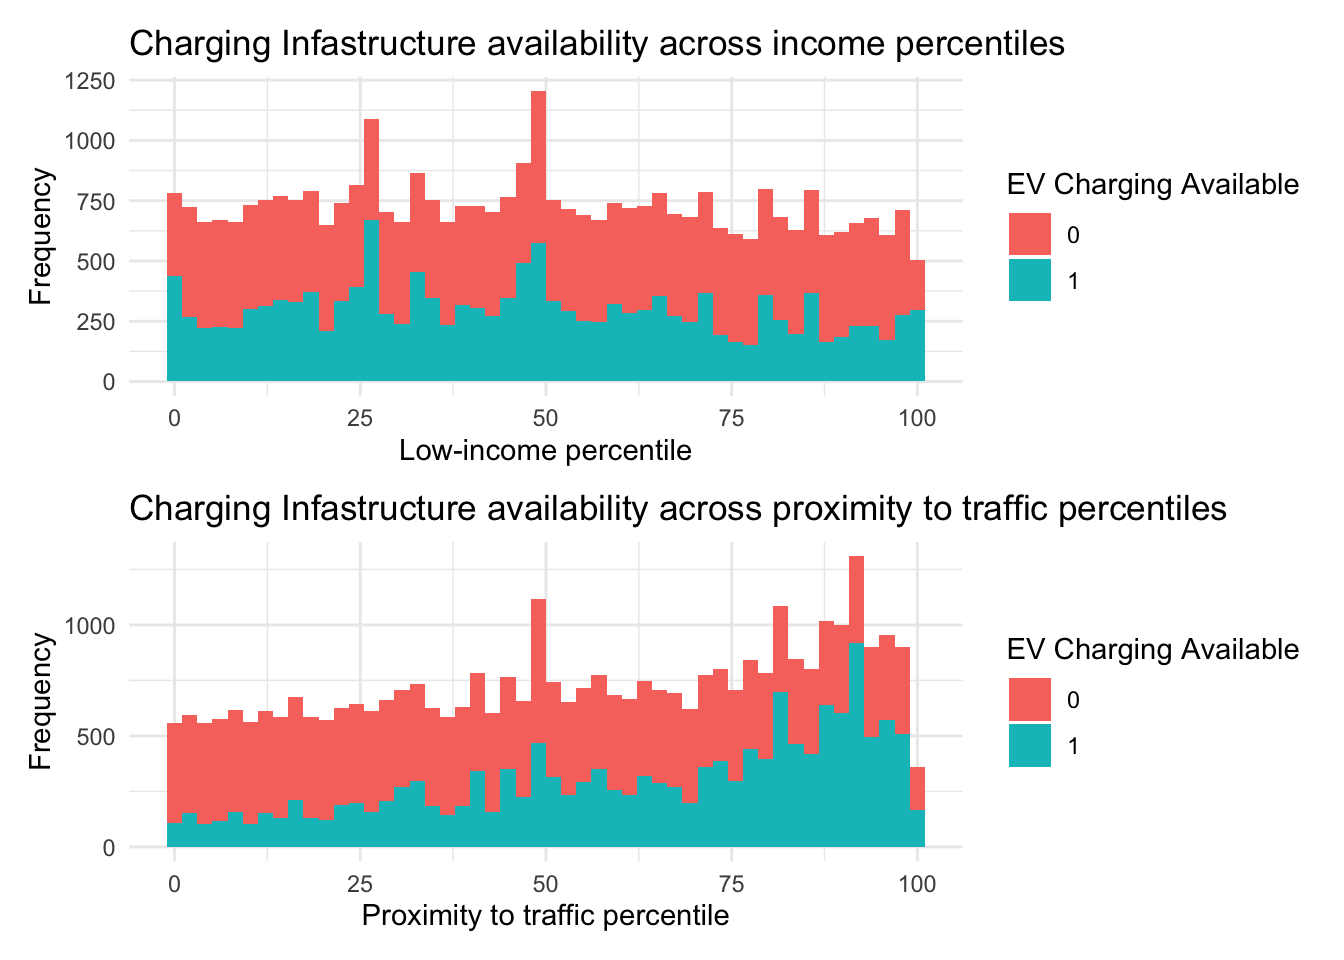 Charging Infastructure availability across income percentiles
1250
1000
750
500
250
0
Frequency
0 25 50 75 100
Low-income percentile
EV Charging Available
0
1
Charging Infastructure availability across proximity to traffic percentiles
1000
500
0
Frequency
0 25 50 75 100
Proximity to traffic percentile
EV Charging Available
0
1